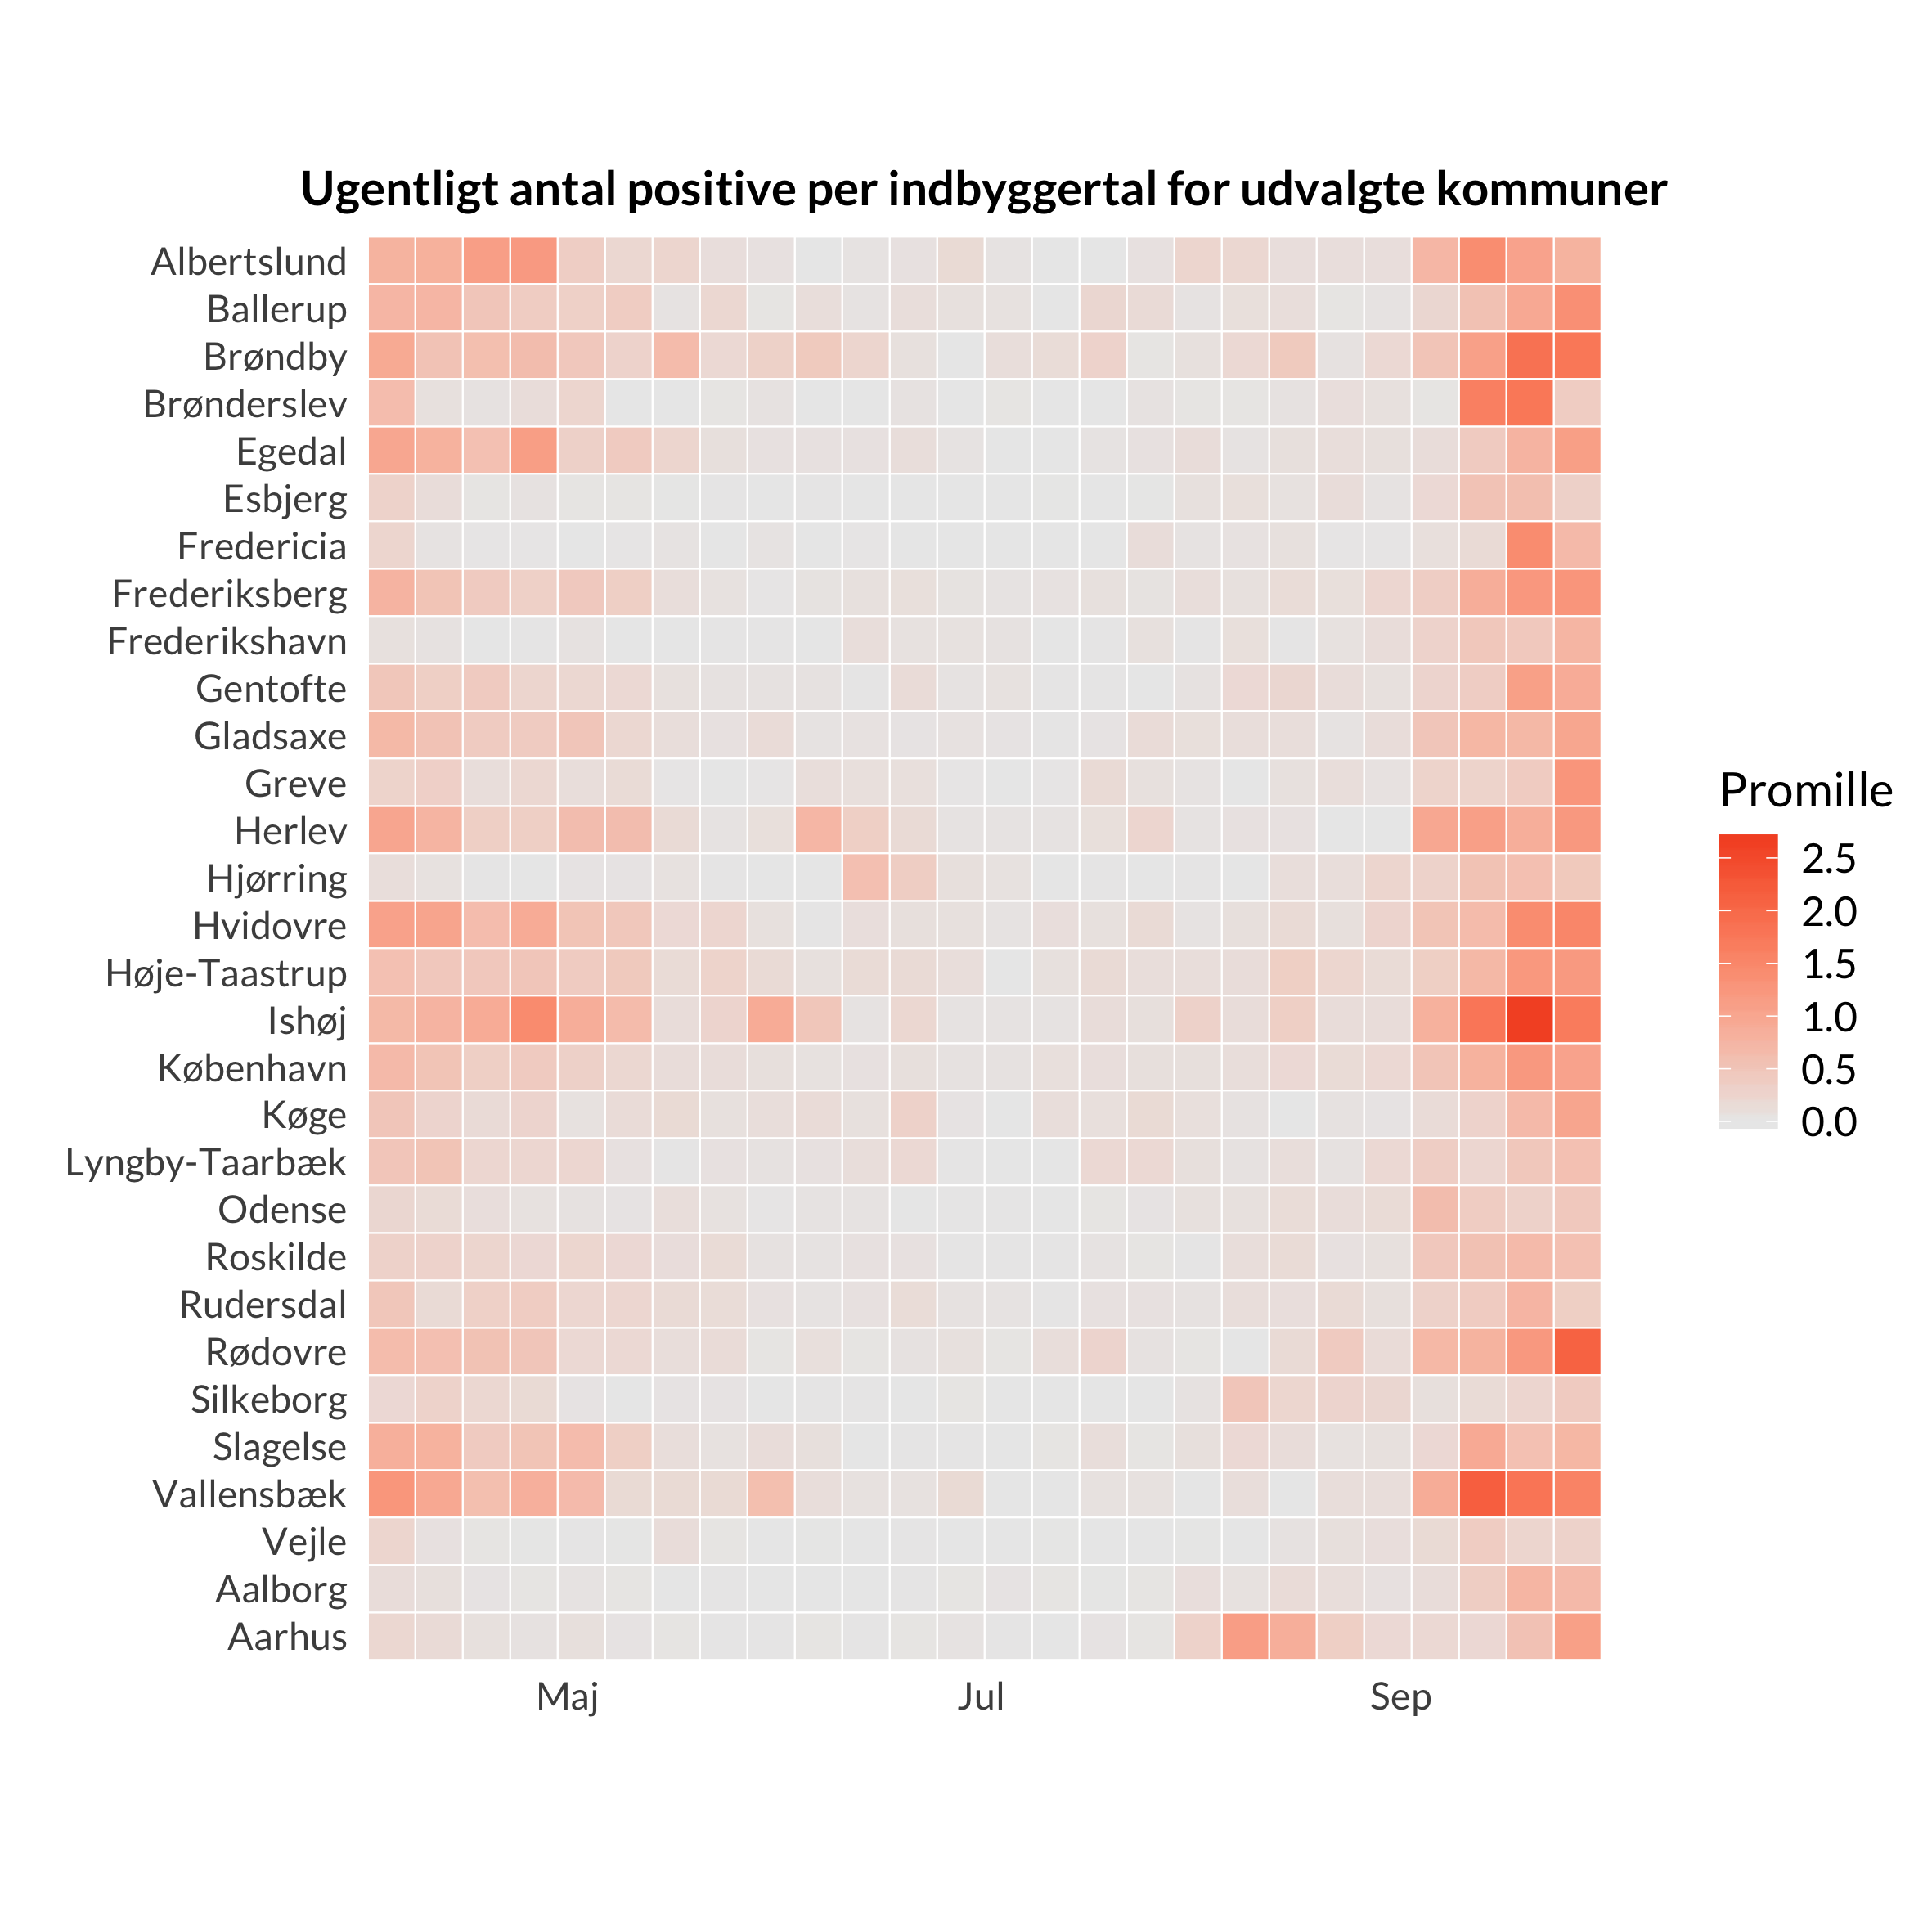 Ugentligt antal positive per indbyggertal for udvalgte kommuner
Albertslund
Ballerup
Brøndby
Brønderslev
Egedal
Esbjerg
Fredericia
Frederiksberg
Frederikshavn
Gentofte
Gladsaxe
Greve
Herlev
Hjørring
Hvidovre
Høje-Taastrup
Ishøj
København
Køge
Lyngby-Taarbæk
Odense
Roskilde
Rudersdal
Rødovre
Silkeborg
Slagelse
Vallensbæk
Vejle
Aalborg
Aarhus
Maj Jul Sep
Promille
2.5
2.0
1.5
1.0
0.5
0.0